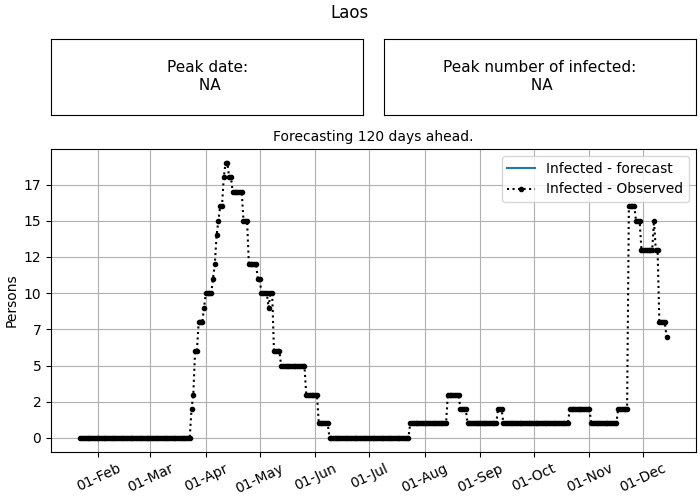 Laos
Peak date:
NA
Peak number of infected:
NA
Forecasting 120 days ahead.
Infected - forecast
Infected - Observed
17
15
12
10
7
5
2
0
Persons
01-Feb 01-Mar 01-Apr 01-May 01-Jun 01-Jul 01-Aug 01-Sep 01-Oct 01-Nov 01-Dec